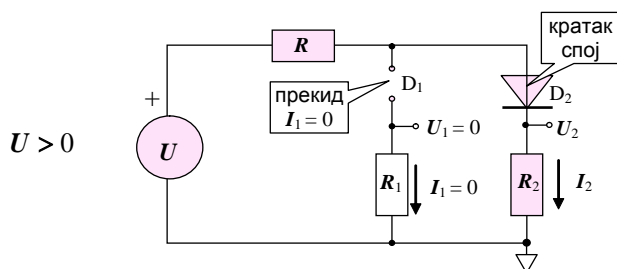 кратак
спој
R
прекид
I₁ = 0
D₁
D₂
+
U > 0
U
U₁ = 0
U₂
R₁
I₁ = 0
R₂
I₂